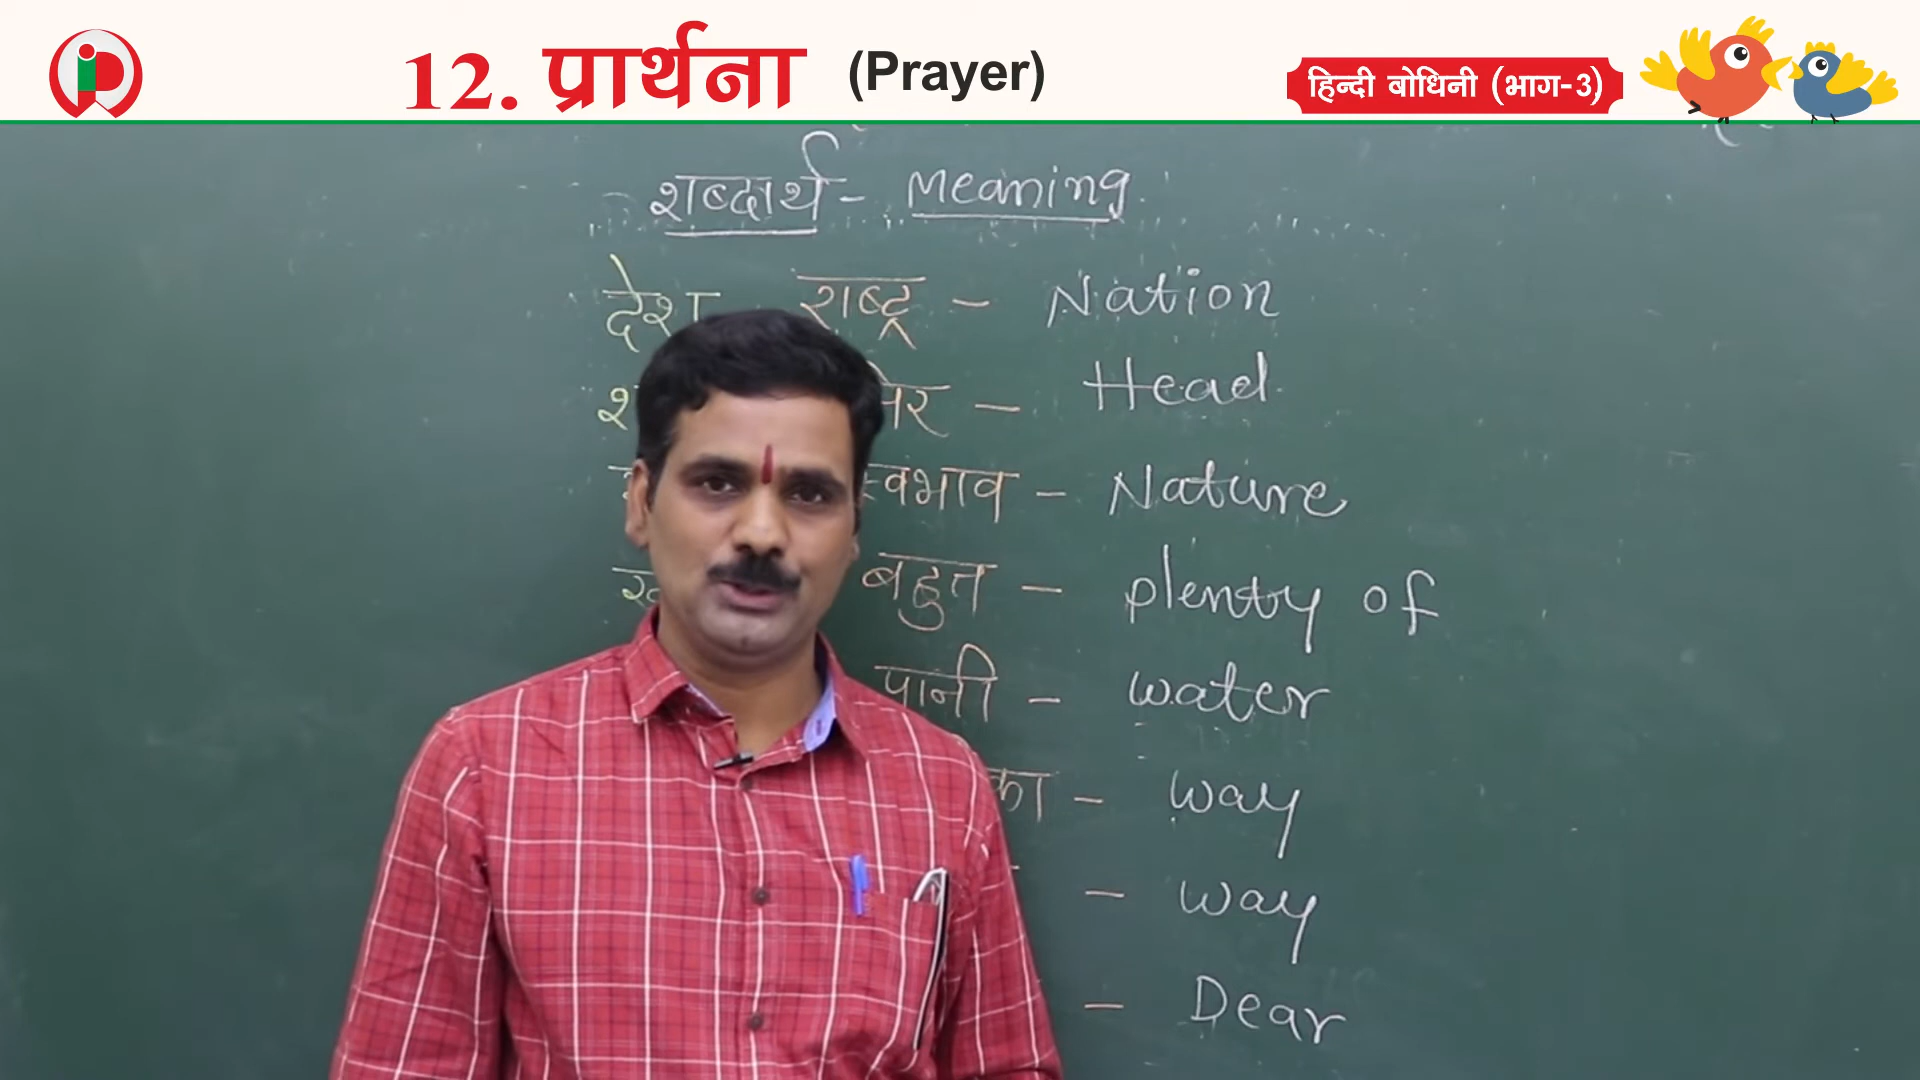 12. प्रार्थना (Prayer)
हिन्दी बोधिनी (भाग-3)
शब्दार्थ - Meaning
देश राष्ट्र - Nation
- Head
स्वभाव - Nature
बहुत - plenty of
पानी - water
- way
- way
- Dear